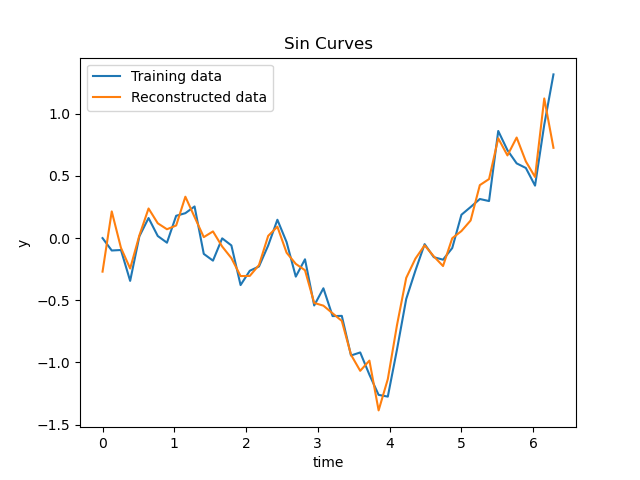 Sin Curves
Training data
Reconstructed data
1.0
0.5
0.0
−0.5
−1.0
−1.5
y
0 1 2 3 4 5 6
time